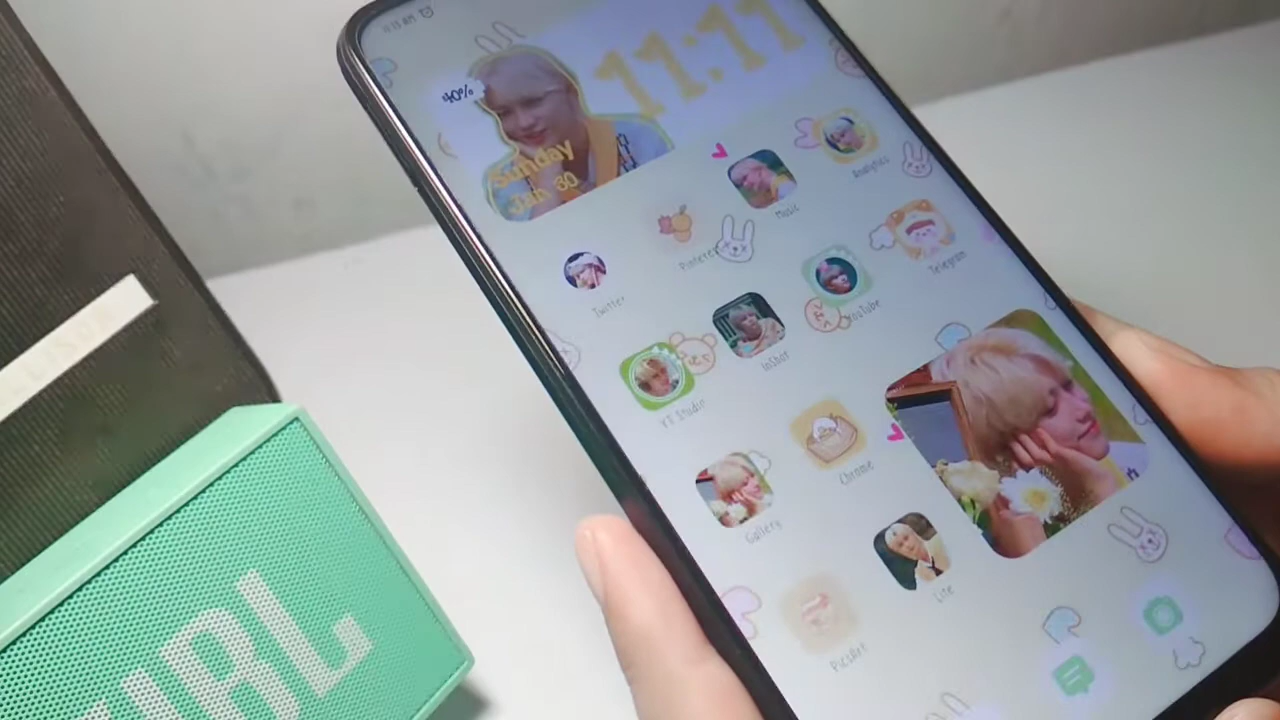 11:11
40%
Sunday
Jan 30
Analytics
Music
Pinterest
Telegram
Twitter
YouTube
InShot
YT Studio
Chrome
Gallery
Lite
PicsArt
JBL